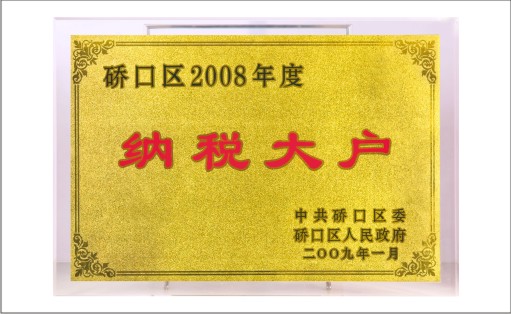 硚口区2008年度
纳税大户
中共硚口区委
硚口区人民政府
二〇〇九年一月